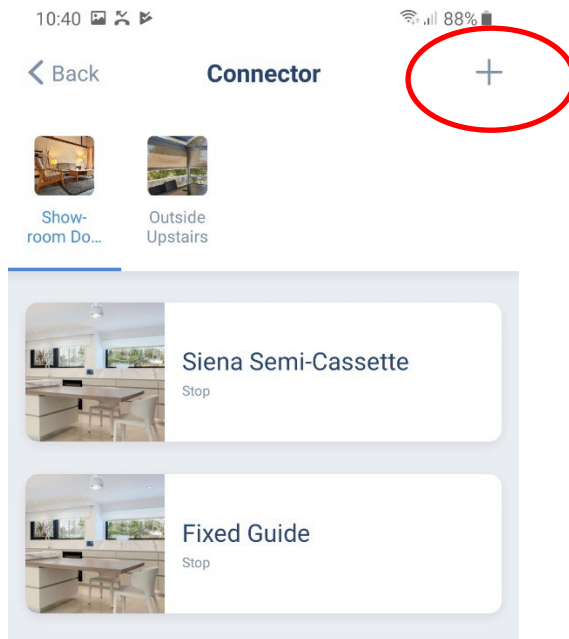 10:40 88%
Back Connector +
Show-
room Do...
Outside
Upstairs
Siena Semi-Cassette
Stop
Fixed Guide
Stop